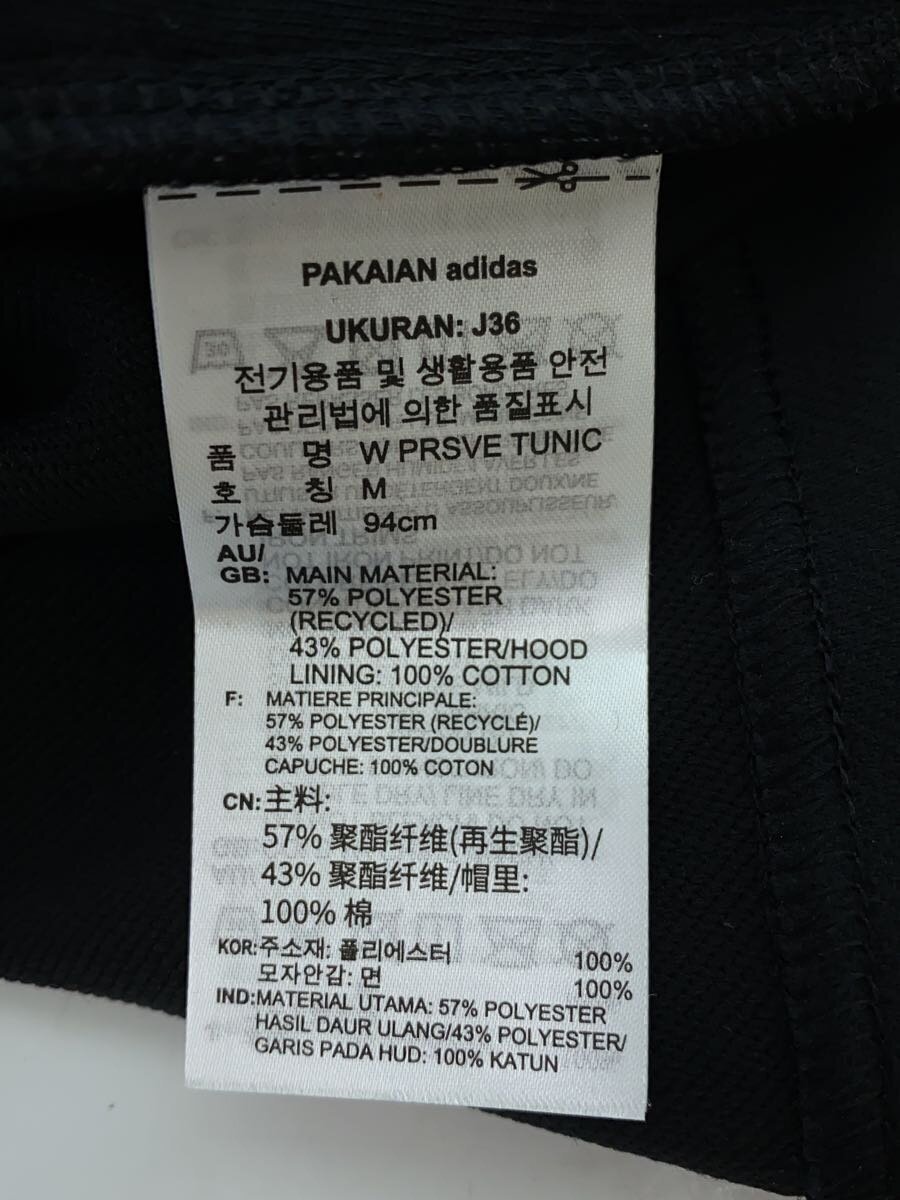 PAKAIAN adidas
UKURAN: J36
전기용품 및 생활용품 안전
관리법에 의한 품질표시
품 명 W PRSVE TUNIC
호 칭 M
가슴둘레 94cm
AU/
GB: MAIN MATERIAL:
57% POLYESTER
(RECYCLED)/
43% POLYESTER/HOOD
LINING: 100% COTTON
F: MATIERE PRINCIPALE:
57% POLYESTER (RECYCLÉ)/
43% POLYESTER/DOUBLURE
CAPUCHE: 100% COTON
CN: 主料:
57% 聚酯纤维(再生聚酯)/
43% 聚酯纤维/帽里:
100% 棉
KOR: 주소재: 폴리에스터 100%
모자안감: 면 100%
IND: MATERIAL UTAMA: 57% POLYESTER
HASIL DAUR ULANG/43% POLYESTER/
GARIS PADA HUD: 100% KATUN